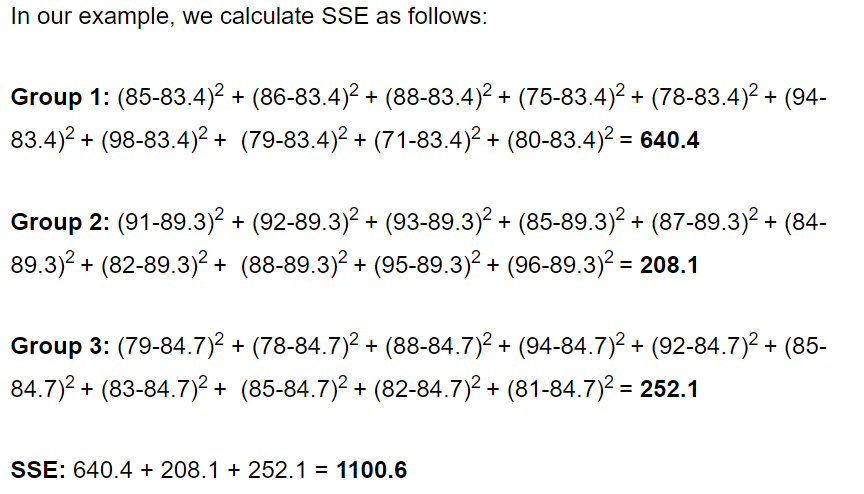 In our example, we calculate SSE as follows:
Group 1: (85-83.4)² + (86-83.4)² + (88-83.4)² + (75-83.4)² + (78-83.4)² + (94-
83.4)² + (98-83.4)² +  (79-83.4)² + (71-83.4)² + (80-83.4)² = 640.4
Group 2: (91-89.3)² + (92-89.3)² + (93-89.3)² + (85-89.3)² + (87-89.3)² + (84-
89.3)² + (82-89.3)² +  (88-89.3)² + (95-89.3)² + (96-89.3)² = 208.1
Group 3: (79-84.7)² + (78-84.7)² + (88-84.7)² + (94-84.7)² + (92-84.7)² + (85-
84.7)² + (83-84.7)² +  (85-84.7)² + (82-84.7)² + (81-84.7)² = 252.1
SSE: 640.4 + 208.1 + 252.1 = 1100.6